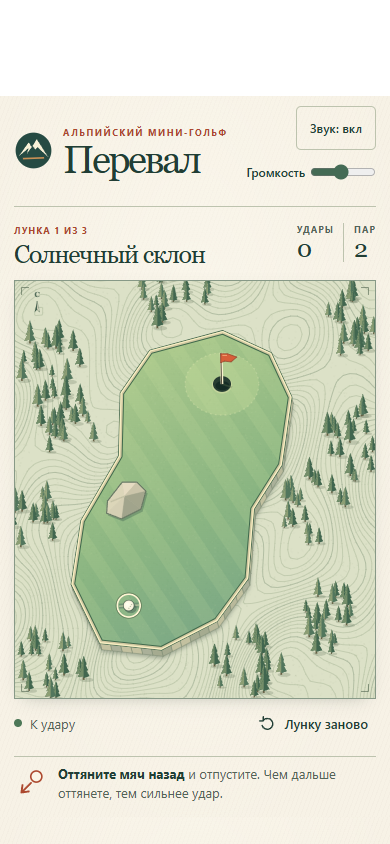 АЛЬПИЙСКИЙ МИНИ-ГОЛЬФ
Перевал
Звук: вкл
Громкость
ЛУНКА 1 ИЗ 3
Солнечный склон
УДАРЫ
0
ПАР
2
С
К удару
Лунку заново
Оттяните мяч назад и отпустите. Чем дальше
оттянете, тем сильнее удар.